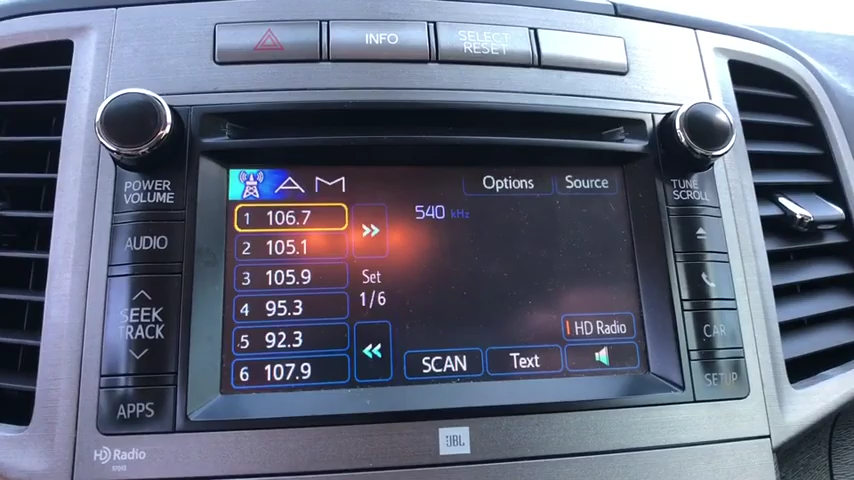 INFO
SELECT
RESET
POWER
VOLUME
AUDIO
SEEK
TRACK
APPS
HD Radio
AM
Options
Source
1 106.7
2 105.1
3 105.9
4 95.3
5 92.3
6 107.9
Set
1/6
540 kHz
HD Radio
SCAN
Text
TUNE
SCROLL
CAR
SETUP
JBL